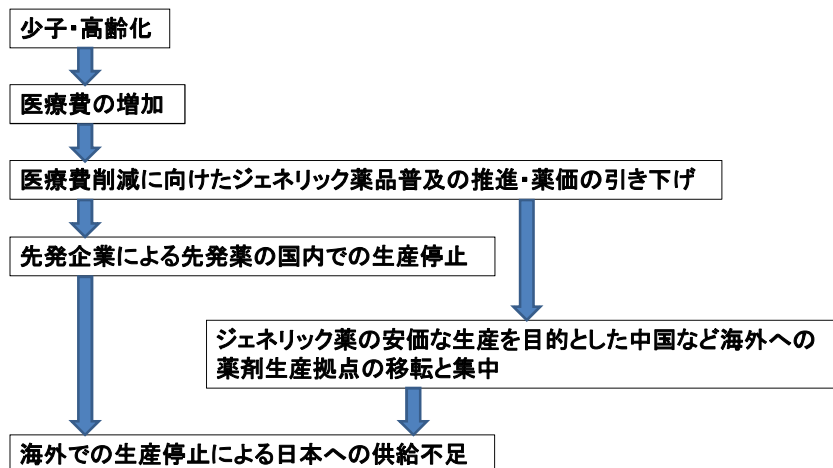 少子・高齢化
医療費の増加
医療費削減に向けたジェネリック薬品普及の推進・薬価の引き下げ
先発企業による先発薬の国内での生産停止
ジェネリック薬の安価な生産を目的とした中国など海外への
薬剤生産拠点の移転と集中
海外での生産停止による日本への供給不足